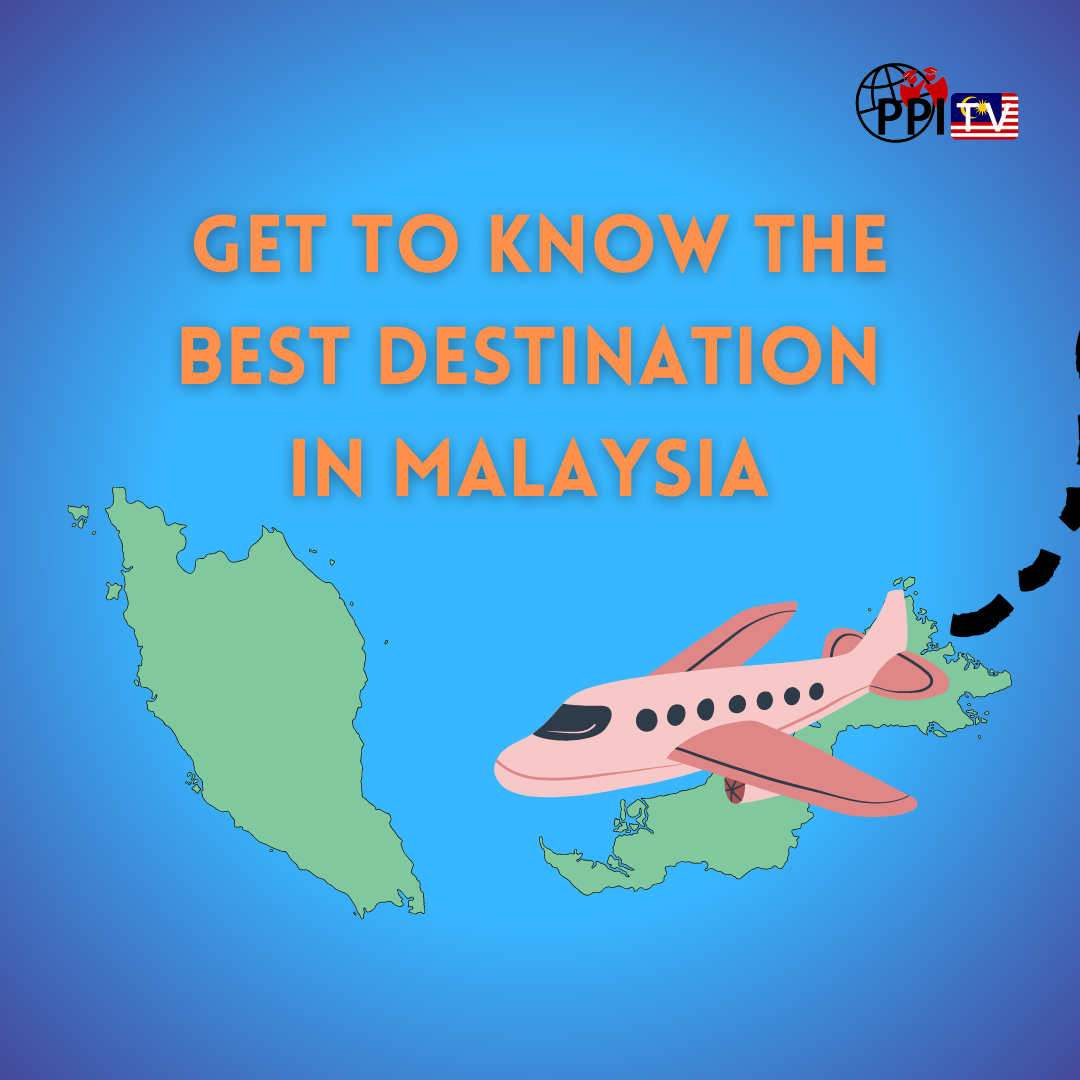 PPI TV
GET TO KNOW THE
BEST DESTINATION
IN MALAYSIA